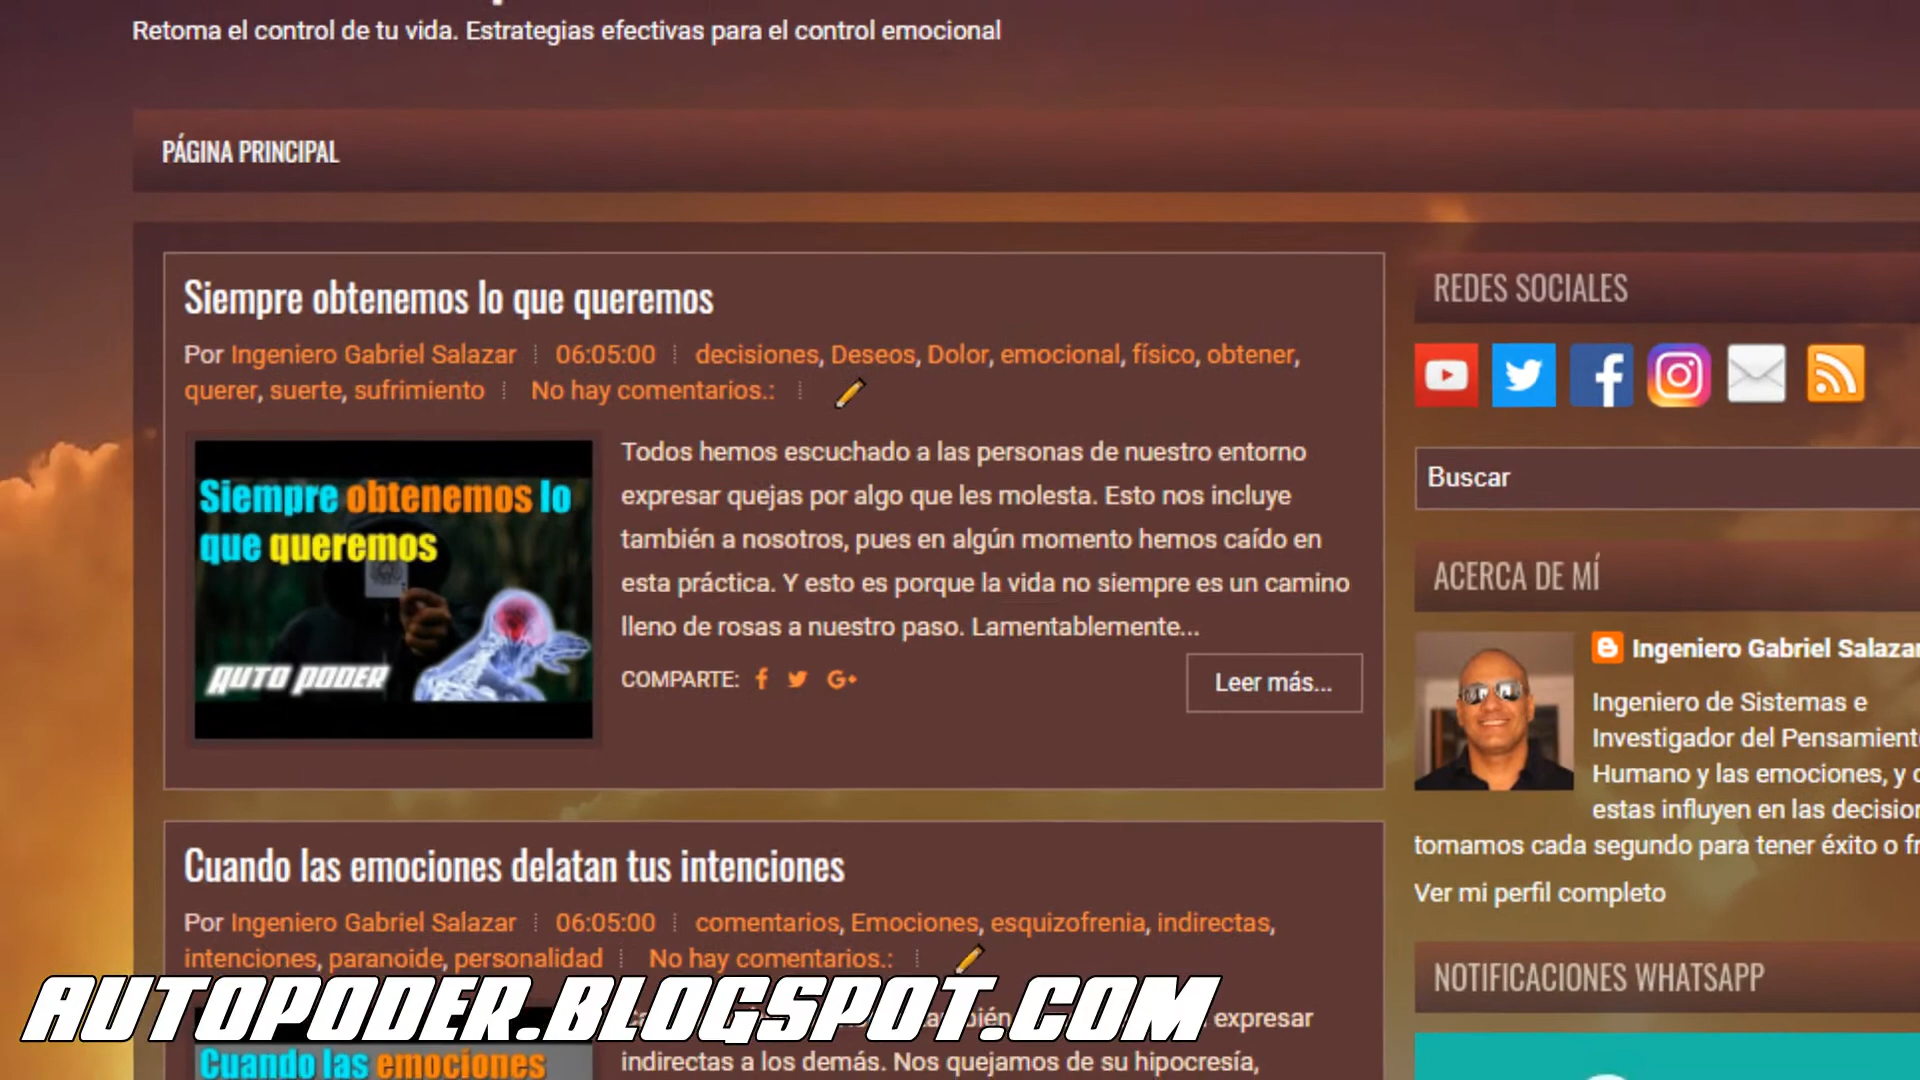 Retoma el control de tu vida. Estrategias efectivas para el control emocional
PÁGINA PRINCIPAL
Siempre obtenemos lo que queremos
Por Ingeniero Gabriel Salazar 06:05:00 decisiones, Deseos, Dolor, emocional, físico, obtener,
querer, suerte, sufrimiento No hay comentarios.:
Siempre obtenemos lo
que queremos
AUTO PODER
Todos hemos escuchado a las personas de nuestro entorno
expresar quejas por algo que les molesta. Esto nos incluye
también a nosotros, pues en algún momento hemos caído en
esta práctica. Y esto es porque la vida no siempre es un camino
lleno de rosas a nuestro paso. Lamentablemente...
COMPARTE: f G+
Leer más...
Cuando las emociones delatan tus intenciones
Por Ingeniero Gabriel Salazar 06:05:00 comentarios, Emociones, esquizofrenia, indirectas,
intenciones, paranoide, personalidad No hay comentarios.:
Cuando las emociones
también expresar
indirectas a los demás. Nos quejamos de su hipocresía,
AUTOPODER.BLOGSPOT.COM
REDES SOCIALES
Buscar
ACERCA DE MÍ
Ingeniero Gabriel Salazar
Ingeniero de Sistemas e
Investigador del Pensamient
Humano y las emociones, y
estas influyen en las decision
tomamos cada segundo para tener éxito o fr
Ver mi perfil completo
NOTIFICACIONES WHATSAPP